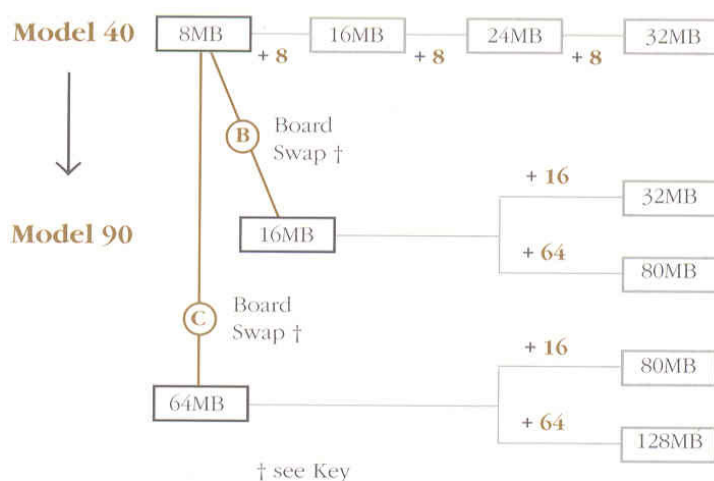 Model 40
8MB
+ 8
16MB
+ 8
24MB
+ 8
32MB
B
Board
Swap †
Model 90
16MB
+ 16
32MB
+ 64
80MB
C
Board
Swap †
64MB
+ 16
80MB
+ 64
128MB
† see Key